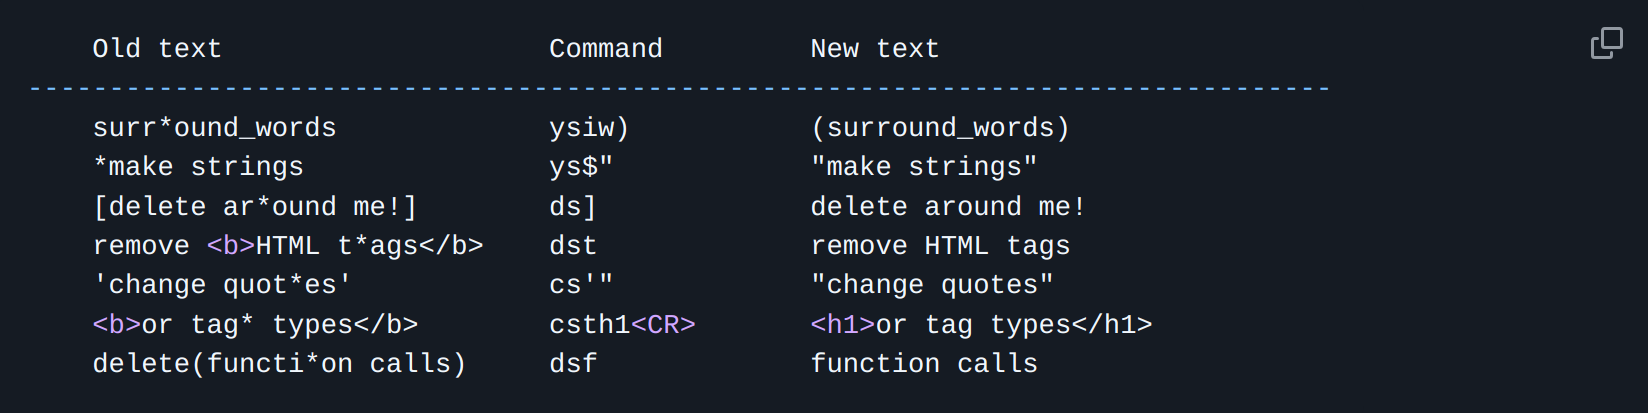 Old text                    Command         New text
--------------------------------------------------------------------------------
    surr*ound_words             ysiw)           (surround_words)
    *make strings               ys$"            "make strings"
    [delete ar*ound me!]        ds]             delete around me!
    remove <b>HTML t*ags</b>    dst             remove HTML tags
    'change quot*es'            cs'"            "change quotes"
    <b>or tag* types</b>        csth1<CR>       <h1>or tag types</h1>
    delete(functi*on calls)     dsf             function calls